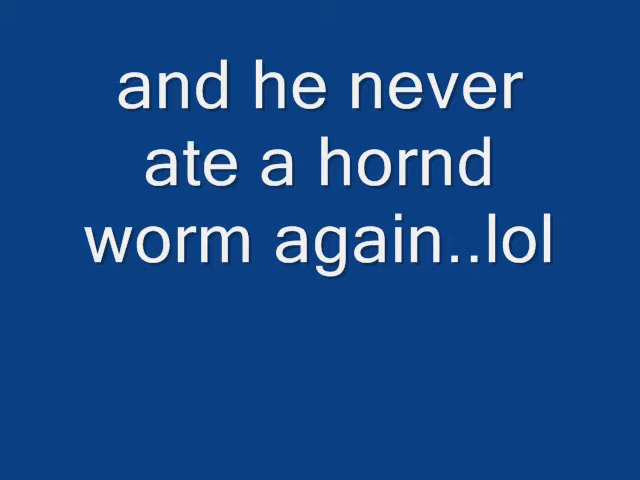 and he never
ate a hornd
worm again..lol